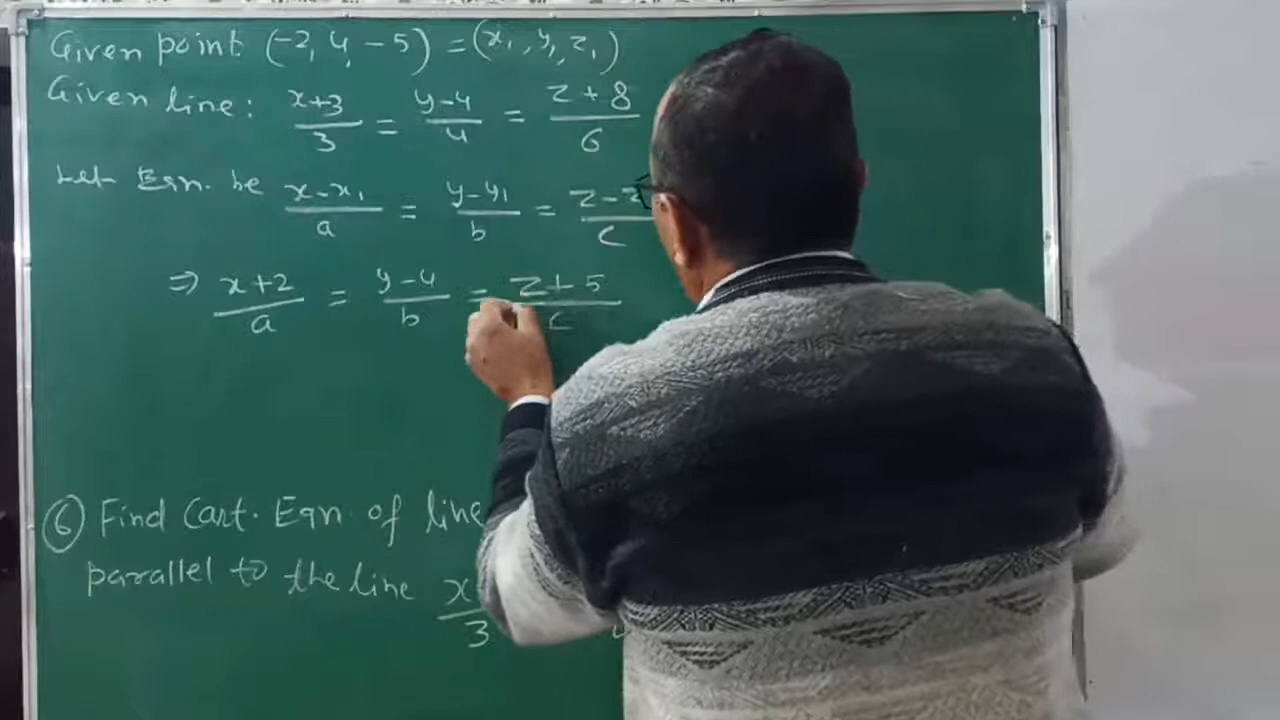 Given point (-2, 4, -5) = (x₁, y₁, z₁)
Given line: x+3/3 = y-4/4 = z+8/6
Let Eqn. be x-x₁/a = y-y₁/b = z-z/c
⇒ x+2/a = y-4/b = z+5/c
⑥ Find Cart. Eqn. of line
parallel to the line x/3